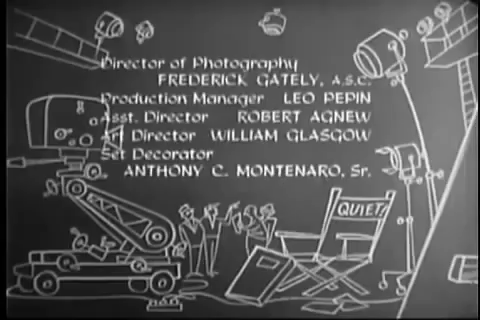 Director of Photography
FREDERICK GATELY, A.S.C.
Production Manager LEO PEPIN
Asst. Director ROBERT AGNEW
Art Director WILLIAM GLASGOW
Set Decorator
ANTHONY C. MONTENARO, Sr.
QUIET!